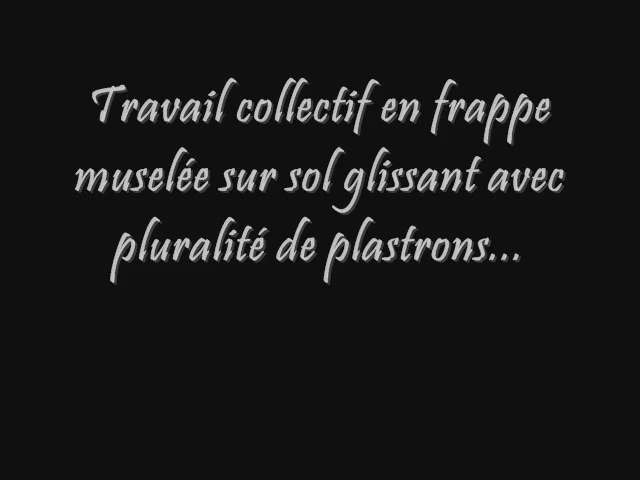 Travail collectif en frappe
muselée sur sol glissant avec
pluralité de plastrons...